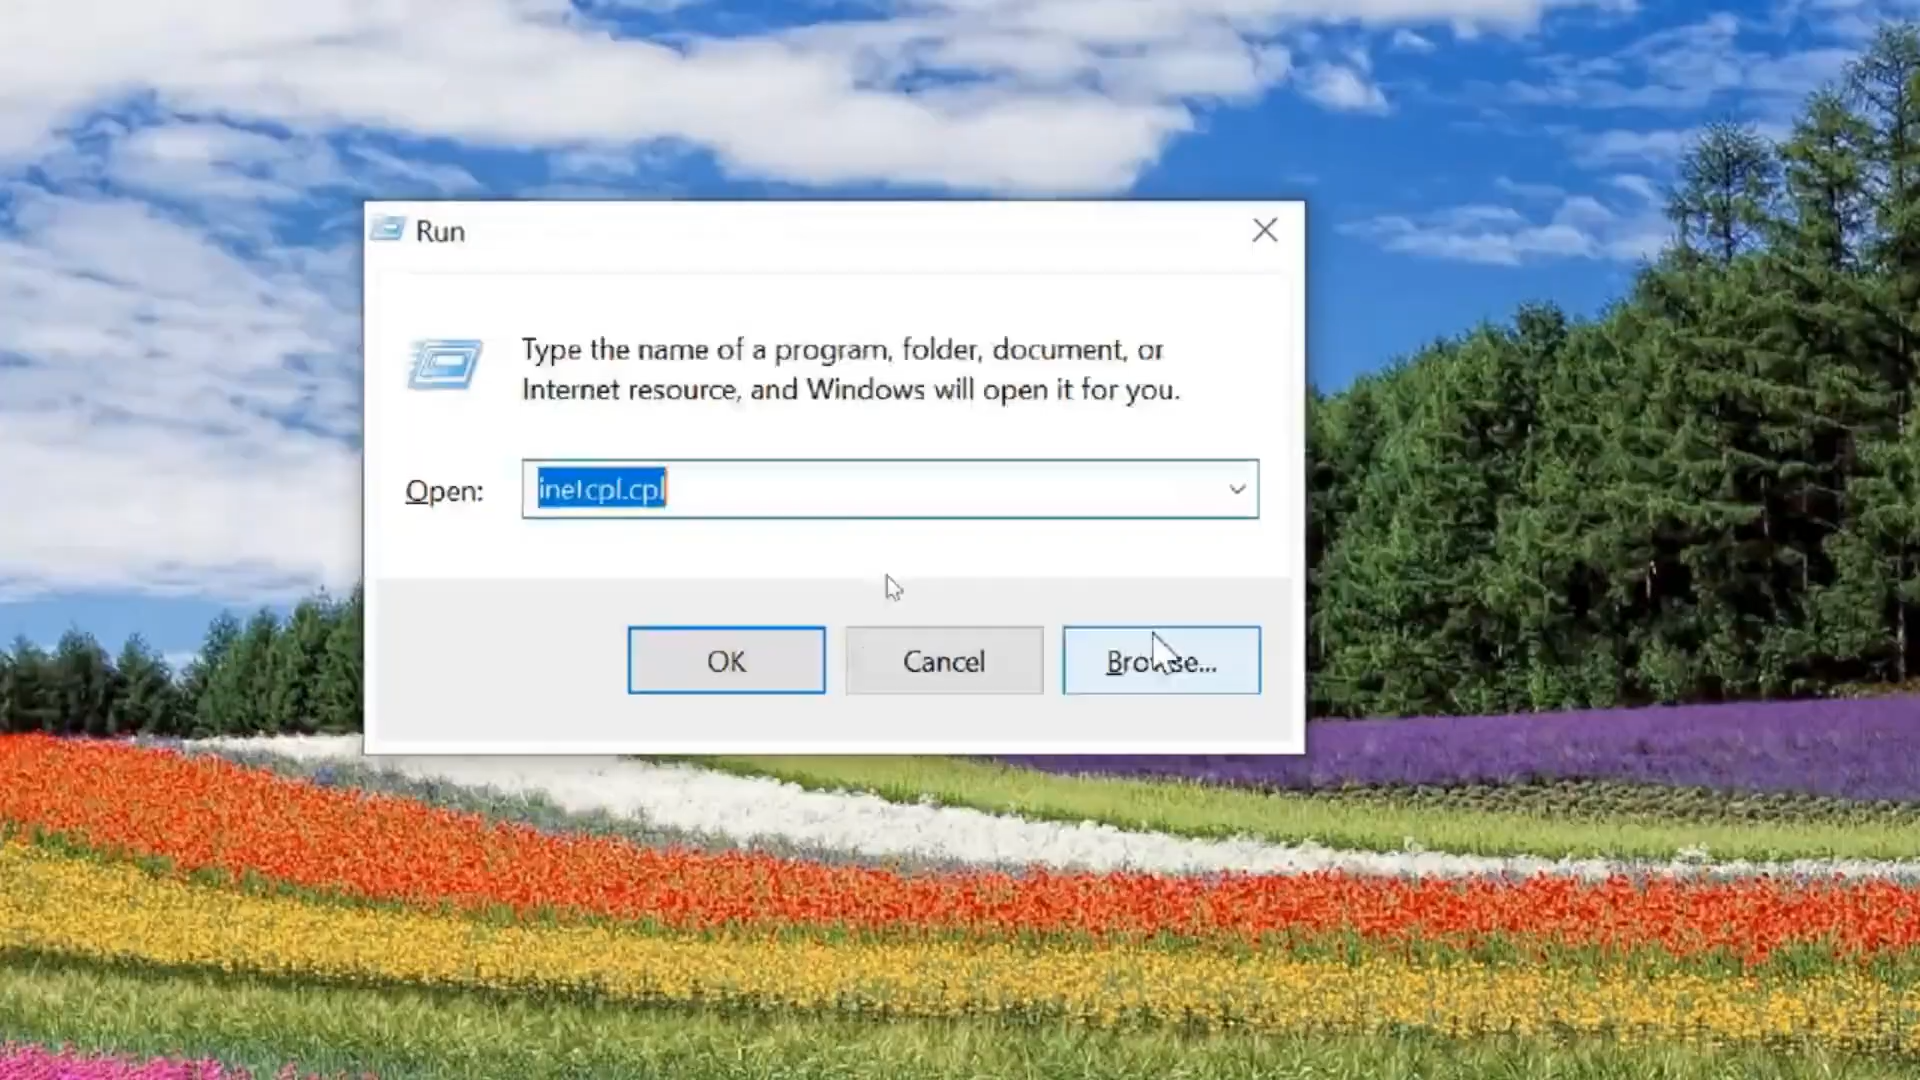 Run
Type the name of a program, folder, document, or
Internet resource, and Windows will open it for you.
Open:
inetcpl.cpl
OK
Cancel
Browse...